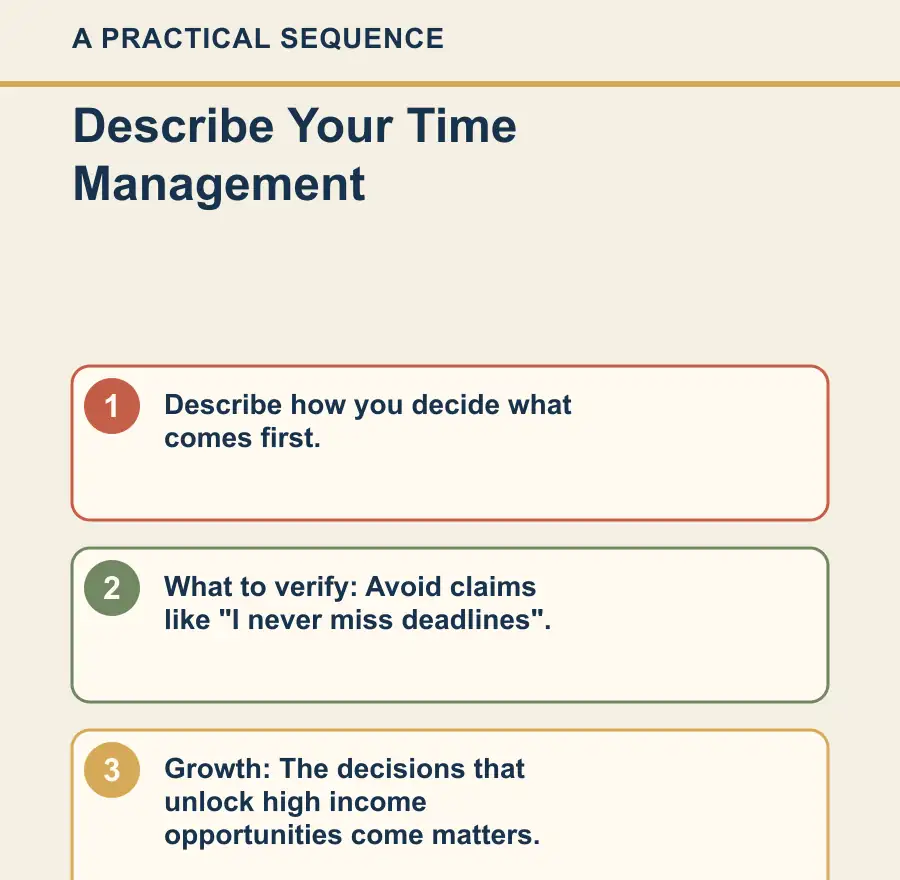 A PRACTICAL SEQUENCE
Describe Your Time
Management
1
Describe how you decide what
comes first.
2
What to verify: Avoid claims
like "I never miss deadlines".
3
Growth: The decisions that
unlock high income
opportunities come matters.